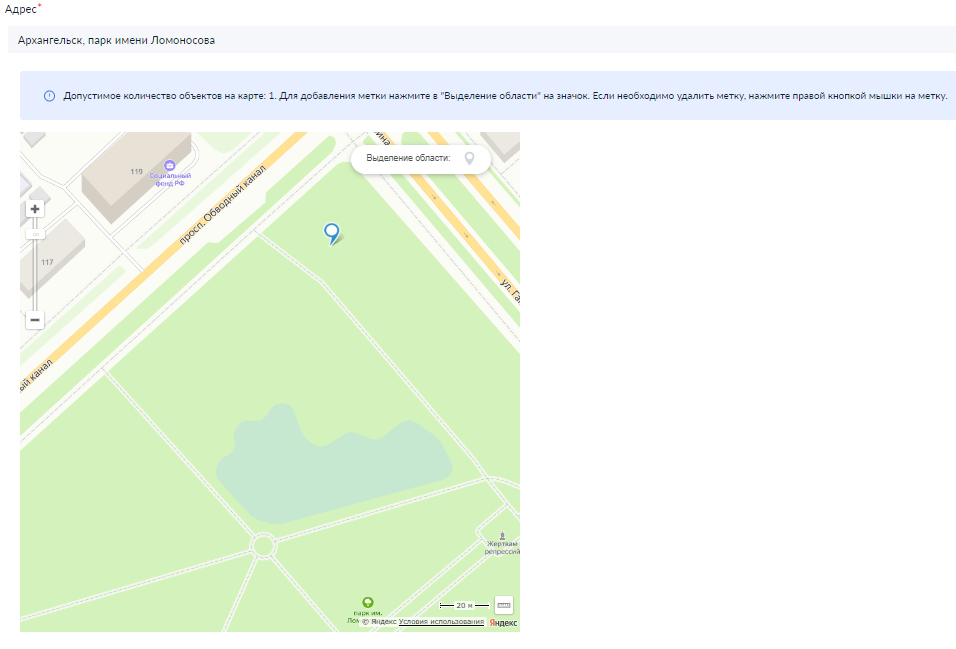 Адрес*
Архангельск, парк имени Ломоносова
Допустимое количество объектов на карте: 1. Для добавления метки нажмите в "Выделение области" на значок. Если необходимо удалить метку, нажмите правой кнопкой мышки на метку.
Выделение области:
119
Социальный
фонд РФ
просп. Обводный канал
117
ул. Га
ый канал
Жертвам
репрессий
парк им.
20 м
© Яндекс Условия использования
Яндекс